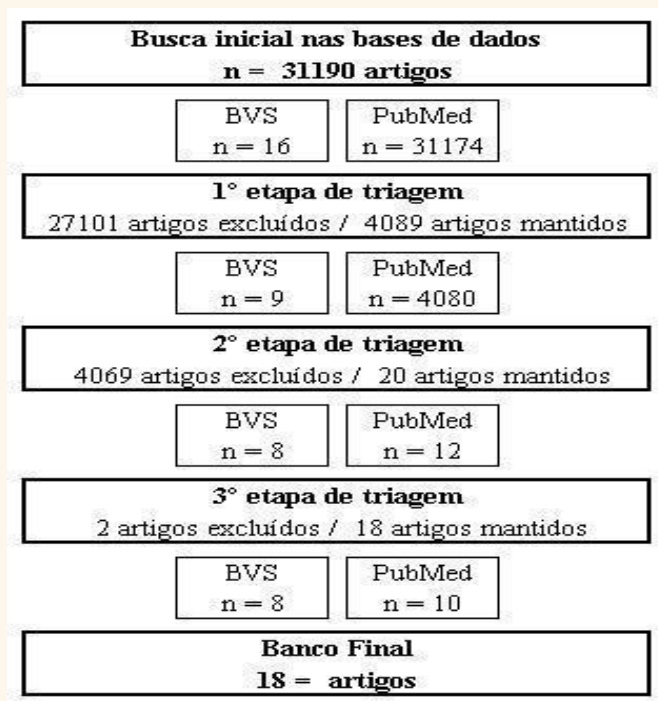 Busca inicial nas bases de dados
n = 31190 artigos
BVS
n = 16
PubMed
n = 31174
1° etapa de triagem
27101 artigos excluídos / 4089 artigos mantidos
BVS
n = 9
PubMed
n = 4080
2° etapa de triagem
4069 artigos excluídos / 20 artigos mantidos
BVS
n = 8
PubMed
n = 12
3° etapa de triagem
2 artigos excluídos / 18 artigos mantidos
BVS
n = 8
PubMed
n = 10
Banco Final
18 = artigos